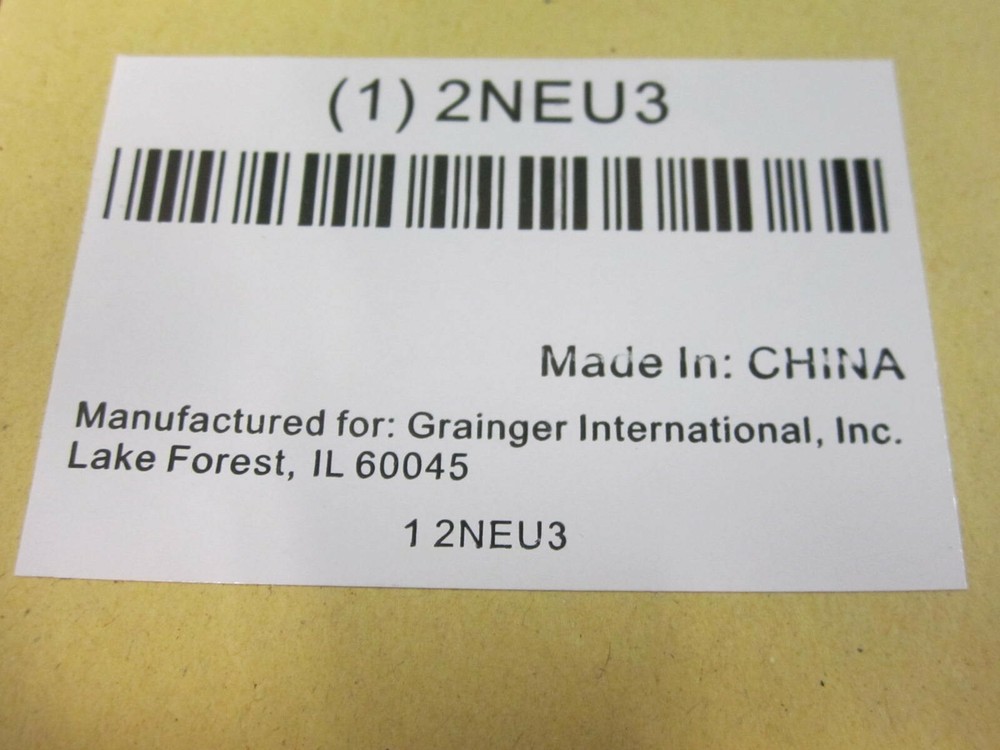 (1) 2NEU3
Made In: CHINA
Manufactured for: Grainger International, Inc.
Lake Forest, IL 60045
1 2NEU3